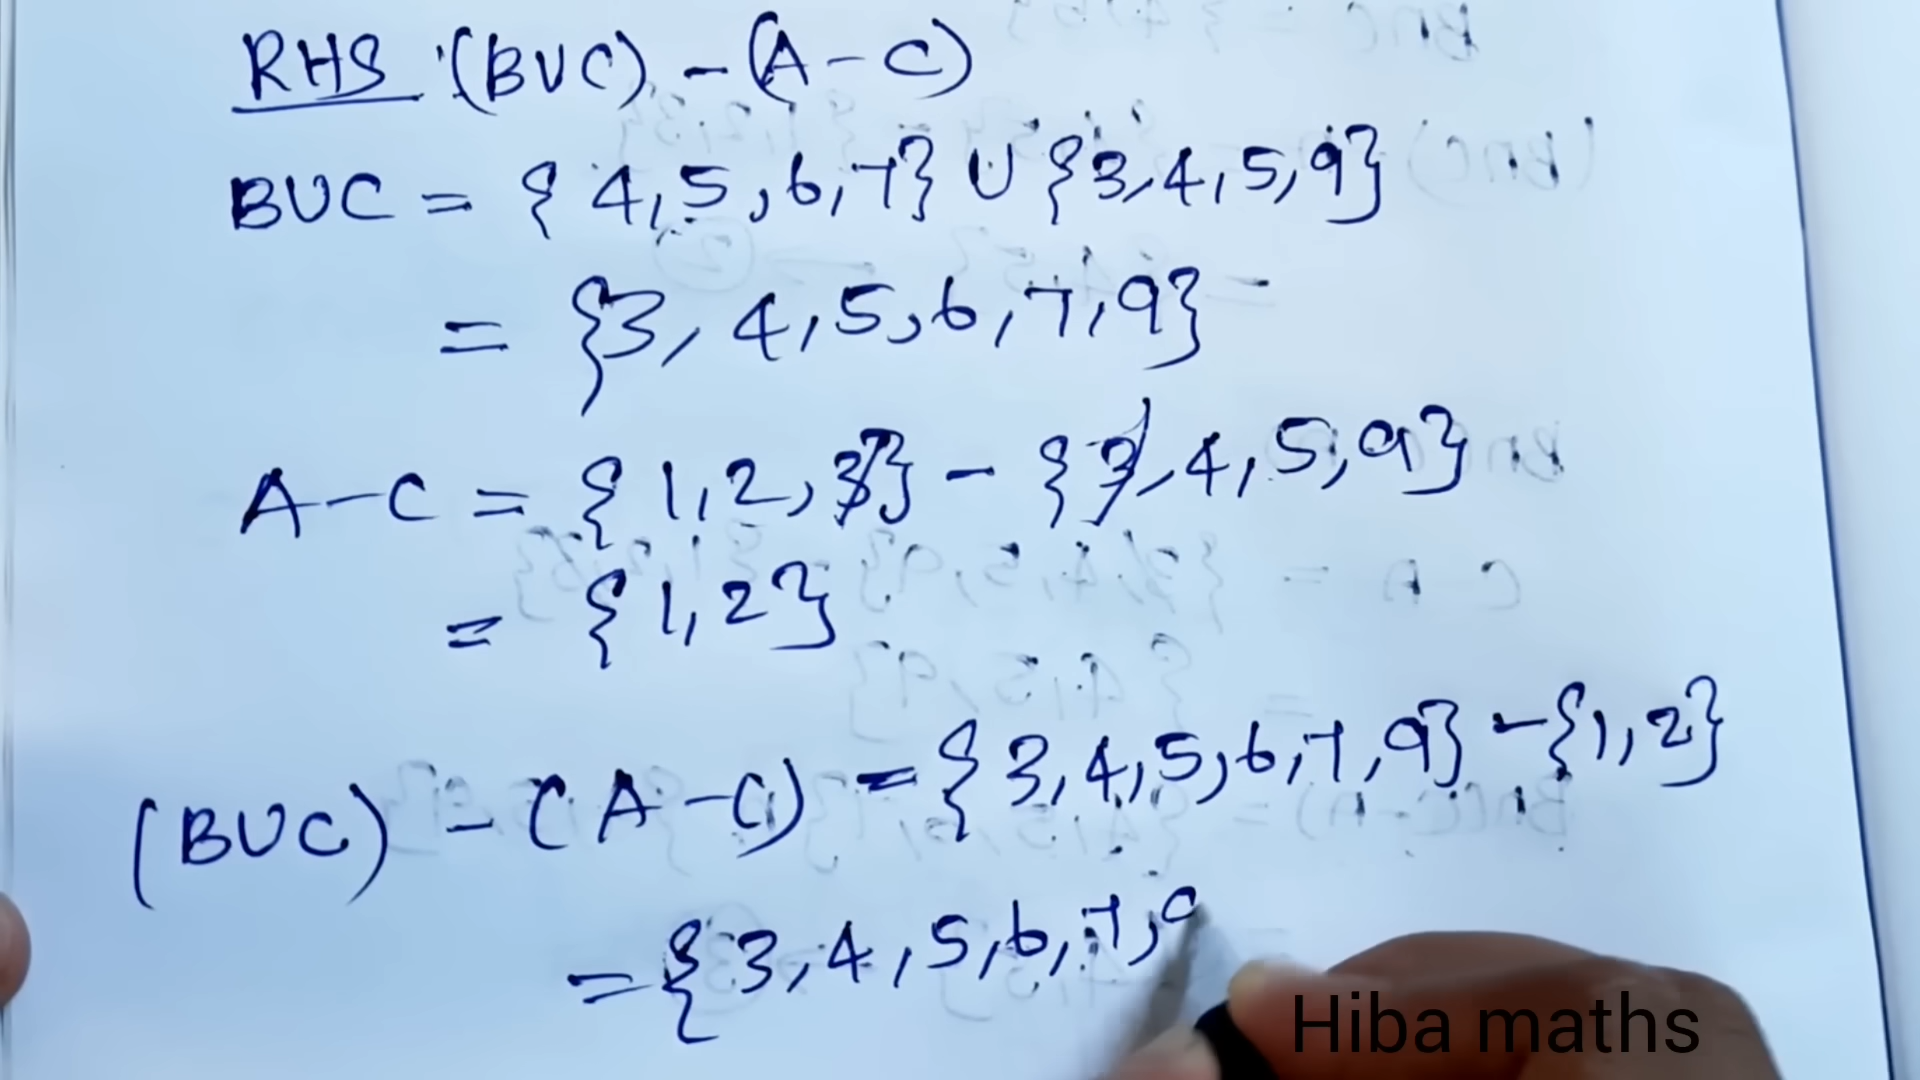 RHS (BUC) - (A - C)
BUC = { 4, 5, 6, 7} U {3, 4, 5, 9}
= {3, 4, 5, 6, 7, 9}
A - C = { 1, 2, 3} - {3, 4, 5, 9}
= {1, 2}
(BUC) - (A - C) = {3, 4, 5, 6, 7, 9} - {1, 2}
= {3, 4, 5, 6, 7, 9
Hiba maths